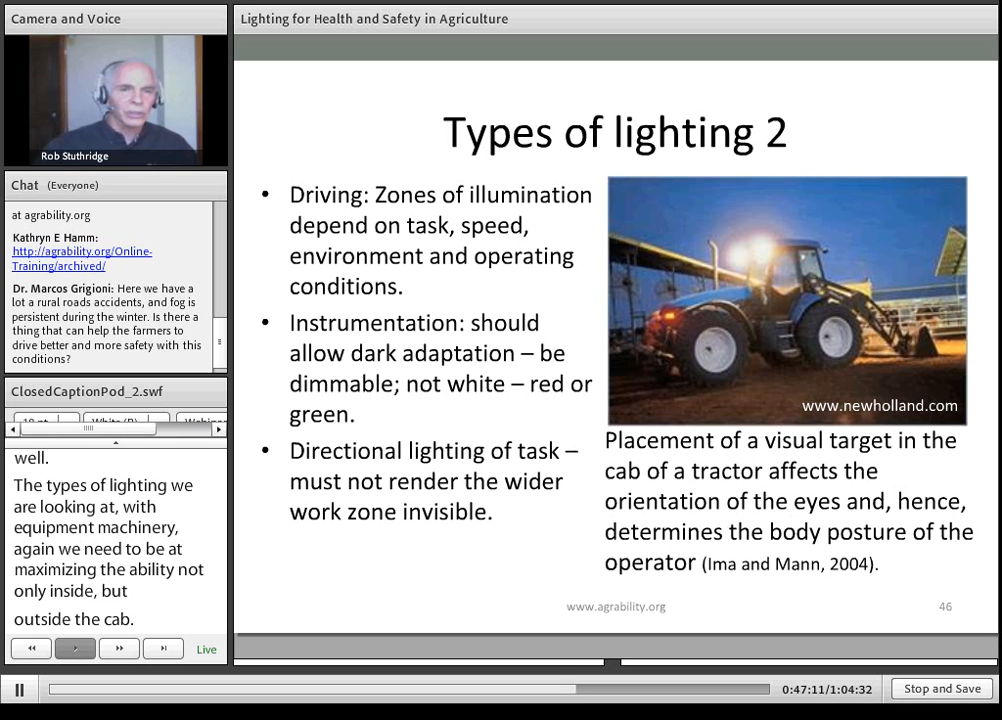 Camera and Voice
Rob Stuthridge
Chat (Everyone)
at agrability.org
Kathryn E Hamm:
http://agrability.org/Online-
Training/archived/
Dr. Marcos Grigioni: Here we have a
lot a rural roads accidents, and fog is
persistent during the winter. Is there a
thing that can help the farmers to
drive better and more safety with this
conditions?
ClosedCaptionPod_2.swf
well.
The types of lighting we
are looking at, with
equipment machinery,
again we need to be at
maximizing the ability not
only inside, but
outside the cab.
Live
Lighting for Health and Safety in Agriculture
Types of lighting 2
• Driving: Zones of illumination
depend on task, speed,
environment and operating
conditions.
• Instrumentation: should
allow dark adaptation – be
dimmable; not white – red or
green.
• Directional lighting of task –
must not render the wider
work zone invisible.
www.newholland.com
Placement of a visual target in the
cab of a tractor affects the
orientation of the eyes and, hence,
determines the body posture of the
operator (Ima and Mann, 2004).
www.agrability.org
46
0:47:11/1:04:32
Stop and Save